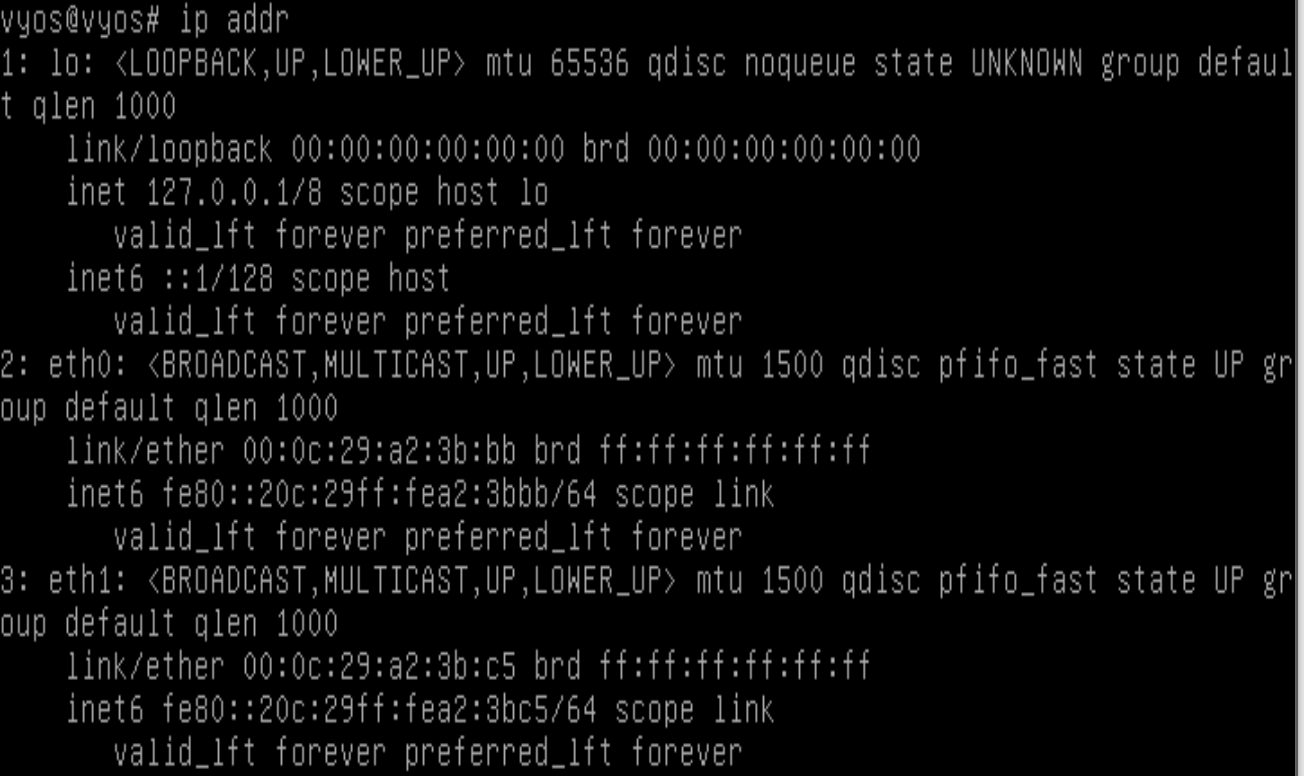 vyos@vyos# ip addr
1: lo: <LOOPBACK,UP,LOWER_UP> mtu 65536 qdisc noqueue state UNKNOWN group defaul
t qlen 1000
    link/loopback 00:00:00:00:00:00 brd 00:00:00:00:00:00
    inet 127.0.0.1/8 scope host lo
       valid_lft forever preferred_lft forever
    inet6 ::1/128 scope host
       valid_lft forever preferred_lft forever
2: eth0: <BROADCAST,MULTICAST,UP,LOWER_UP> mtu 1500 qdisc pfifo_fast state UP gr
oup default qlen 1000
    link/ether 00:0c:29:a2:3b:bb brd ff:ff:ff:ff:ff:ff
    inet6 fe80::20c:29ff:fea2:3bbb/64 scope link
       valid_lft forever preferred_lft forever
3: eth1: <BROADCAST,MULTICAST,UP,LOWER_UP> mtu 1500 qdisc pfifo_fast state UP gr
oup default qlen 1000
    link/ether 00:0c:29:a2:3b:c5 brd ff:ff:ff:ff:ff:ff
    inet6 fe80::20c:29ff:fea2:3bc5/64 scope link
       valid_lft forever preferred_lft forever